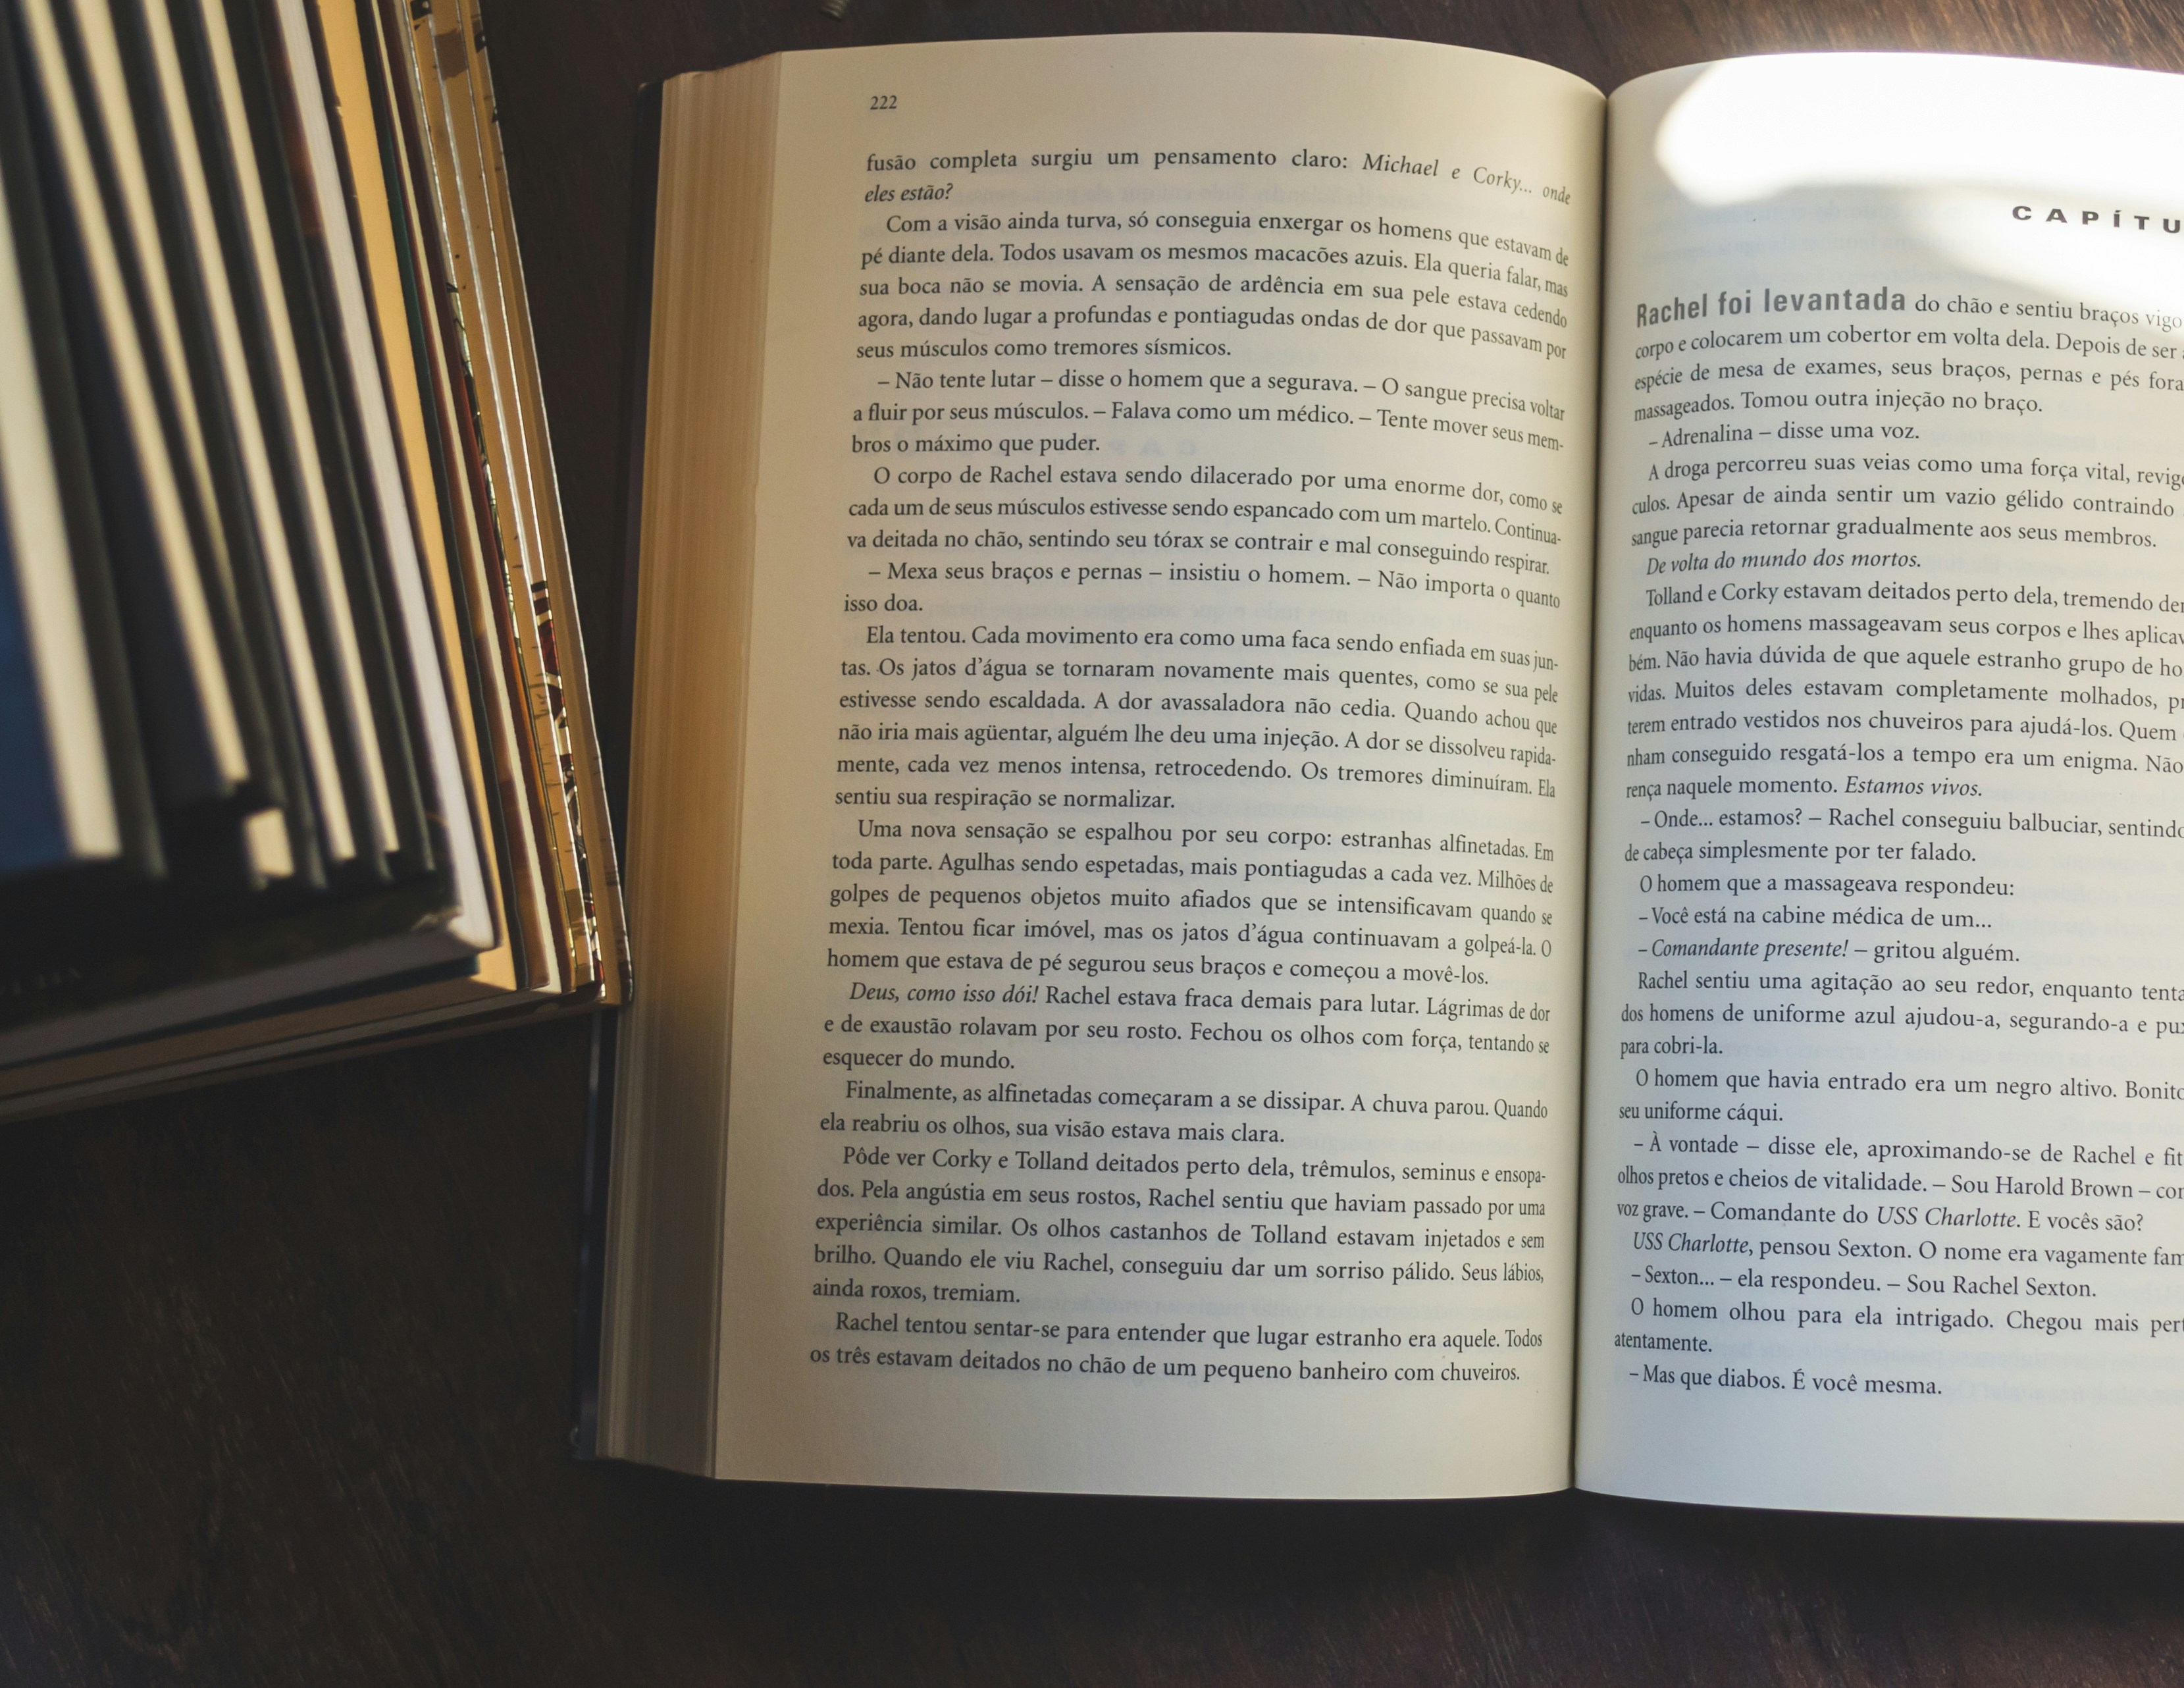 222
fusão completa surgiu um pensamento claro: Michael e Corky... onde
eles estão?
Com a visão ainda turva, só conseguia enxergar os homens que estavam de
pé diante dela. Todos usavam os mesmos macacões azuis. Ela queria falar, mas
sua boca não se movia. A sensação de ardência em sua pele estava cedendo
agora, dando lugar a profundas e pontiagudas ondas de dor que passavam por
seus músculos como tremores sísmicos.
– Não tente lutar – disse o homem que a segurava. – O sangue precisa voltar
a fluir por seus músculos. – Falava como um médico. – Tente mover seus mem-
bros o máximo que puder.
O corpo de Rachel estava sendo dilacerado por uma enorme dor, como se
cada um de seus músculos estivesse sendo espancado com um martelo. Continua-
va deitada no chão, sentindo seu tórax se contrair e mal conseguindo respirar.
– Mexa seus braços e pernas – insistiu o homem. – Não importa o quanto
isso doa.
Ela tentou. Cada movimento era como uma faca sendo enfiada em suas jun-
tas. Os jatos d'água se tornaram novamente mais quentes, como se sua pele
estivesse sendo escaldada. A dor avassaladora não cedia. Quando achou que
não iria mais agüentar, alguém lhe deu uma injeção. A dor se dissolveu rapida-
mente, cada vez menos intensa, retrocedendo. Os tremores diminuíram. Ela
sentiu sua respiração se normalizar.
Uma nova sensação se espalhou por seu corpo: estranhas alfinetadas. Em
toda parte. Agulhas sendo espetadas, mais pontiagudas a cada vez. Milhões de
golpes de pequenos objetos muito afiados que se intensificavam quando se
mexia. Tentou ficar imóvel, mas os jatos d'água continuavam a golpeá-la. O
homem que estava de pé segurou seus braços e começou a movê-los.
Deus, como isso dói! Rachel estava fraca demais para lutar. Lágrimas de dor
e de exaustão rolavam por seu rosto. Fechou os olhos com força, tentando se
esquecer do mundo.
Finalmente, as alfinetadas começaram a se dissipar. A chuva parou. Quando
ela reabriu os olhos, sua visão estava mais clara.
Pôde ver Corky e Tolland deitados perto dela, trêmulos, seminus e ensopa-
dos. Pela angústia em seus rostos, Rachel sentiu que haviam passado por uma
experiência similar. Os olhos castanhos de Tolland estavam injetados e sem
brilho. Quando ele viu Rachel, conseguiu dar um sorriso pálido. Seus lábios,
ainda roxos, tremiam.
Rachel tentou sentar-se para entender que lugar estranho era aquele. Todos
os três estavam deitados no chão de um pequeno banheiro com chuveiros.
CAPÍTU
Rachel foi levantada do chão e sentiu braços vigo
corpo e colocarem um cobertor em volta dela. Depois de ser
espécie de mesa de exames, seus braços, pernas e pés fora
massageados. Tomou outra injeção no braço.
– Adrenalina – disse uma voz.
A droga percorreu suas veias como uma força vital, revig
culos. Apesar de ainda sentir um vazio gélido contraindo
sangue parecia retornar gradualmente aos seus membros.
De volta do mundo dos mortos.
Tolland e Corky estavam deitados perto dela, tremendo de
enquanto os homens massageavam seus corpos e lhes aplicav
bém. Não havia dúvida de que aquele estranho grupo de ho
vidas. Muitos deles estavam completamente molhados, p
terem entrado vestidos nos chuveiros para ajudá-los. Quem
nham conseguido resgatá-los a tempo era um enigma. Não
rença naquele momento. Estamos vivos.
– Onde... estamos? – Rachel conseguiu balbuciar, sentindo
de cabeça simplesmente por ter falado.
O homem que a massageava respondeu:
– Você está na cabine médica de um...
– Comandante presente! – gritou alguém.
Rachel sentiu uma agitação ao seu redor, enquanto tenta
dos homens de uniforme azul ajudou-a, segurando-a e pu
para cobri-la.
O homem que havia entrado era um negro altivo. Bonito
seu uniforme cáqui.
– À vontade – disse ele, aproximando-se de Rachel e fit
olhos pretos e cheios de vitalidade. – Sou Harold Brown – co
voz grave. – Comandante do USS Charlotte. E vocês são?
USS Charlotte, pensou Sexton. O nome era vagamente fam
– Sexton... – ela respondeu. – Sou Rachel Sexton.
O homem olhou para ela intrigado. Chegou mais per
atentamente.
– Mas que diabos. É você mesma.